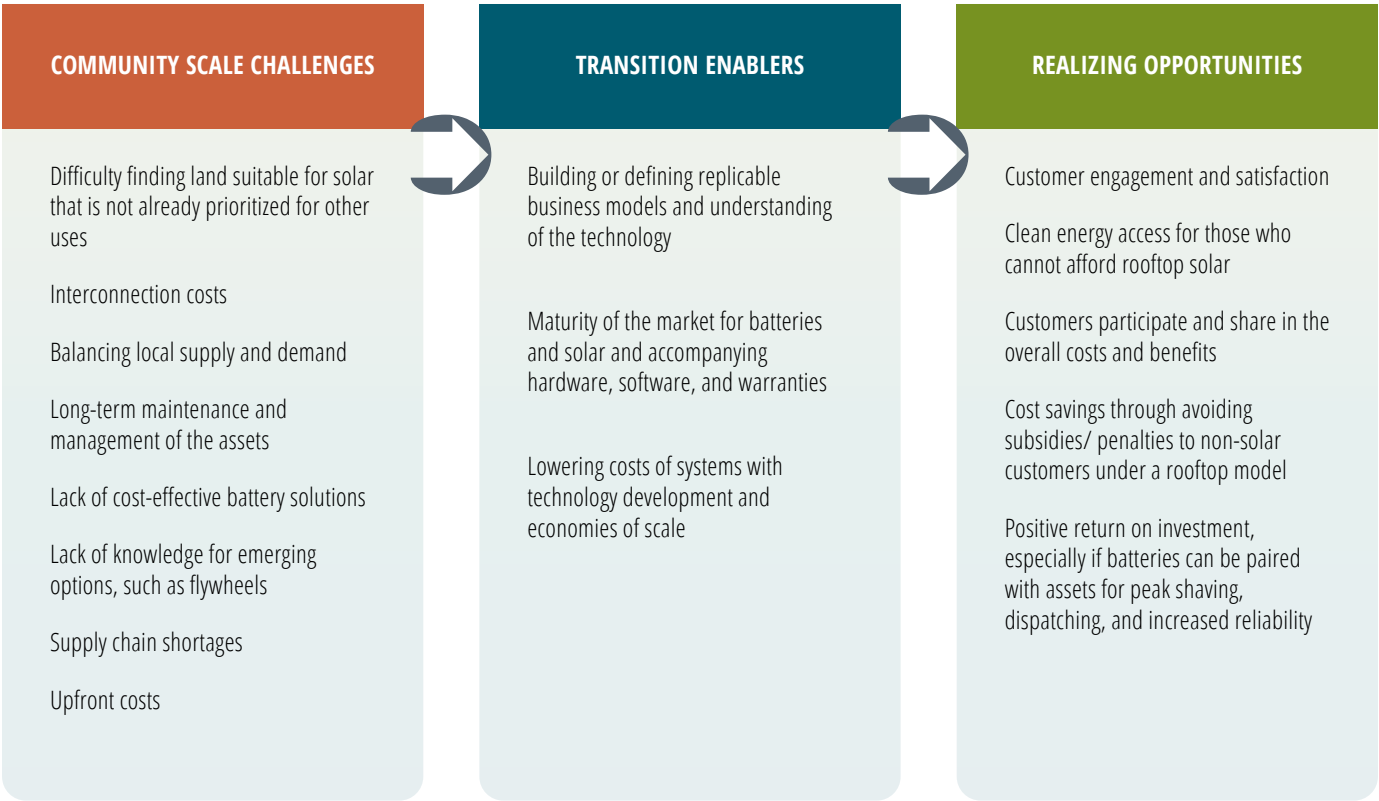 COMMUNITY SCALE CHALLENGES
Difficulty finding land suitable for solar
that is not already prioritized for other
uses
Interconnection costs
Balancing local supply and demand
Long-term maintenance and
management of the assets
Lack of cost-effective battery solutions
Lack of knowledge for emerging
options, such as flywheels
Supply chain shortages
Upfront costs
TRANSITION ENABLERS
Building or defining replicable
business models and understanding
of the technology
Maturity of the market for batteries
and solar and accompanying
hardware, software, and warranties
Lowering costs of systems with
technology development and
economies of scale
REALIZING OPPORTUNITIES
Customer engagement and satisfaction
Clean energy access for those who
cannot afford rooftop solar
Customers participate and share in the
overall costs and benefits
Cost savings through avoiding
subsidies/ penalties to non-solar
customers under a rooftop model
Positive return on investment,
especially if batteries can be paired
with assets for peak shaving,
dispatching, and increased reliability